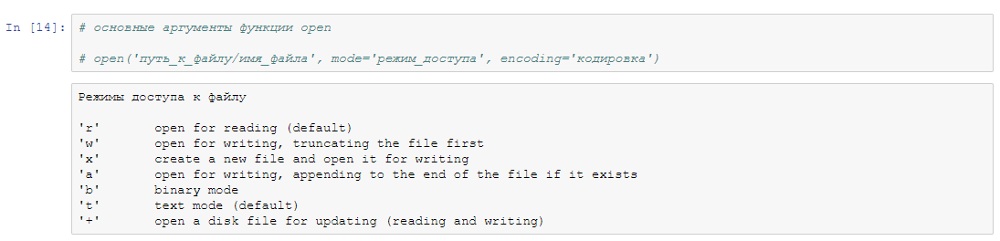 In [14]: # основные аргументы функции open
# open('путь_к_файлу/имя_файла', mode='режим_доступа', encoding='кодировка')
Режимы доступа к файлу
'r' open for reading (default)
'w' open for writing, truncating the file first
'x' create a new file and open it for writing
'a' open for writing, appending to the end of the file if it exists
'b' binary mode
't' text mode (default)
'+' open a disk file for updating (reading and writing)